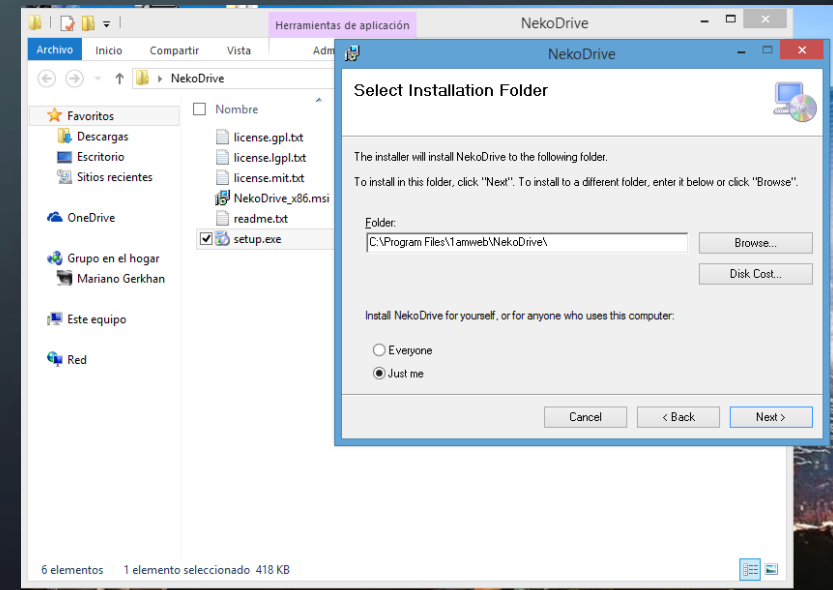 Herramientas de aplicación
NekoDrive
Archivo
Inicio
Compartir
Vista
Adm
NekoDrive
Nombre
Favoritos
Descargas
Escritorio
Sitios recientes
OneDrive
Grupo en el hogar
Mariano Gerkhan
Este equipo
Red
license.gpl.txt
license.lgpl.txt
license.mit.txt
NekoDrive_x86.msi
readme.txt
setup.exe
6 elementos
1 elemento seleccionado 418 KB
NekoDrive
Select Installation Folder
The installer will install NekoDrive to the following folder.
To install in this folder, click "Next". To install to a different folder, enter it below or click "Browse".
Folder:
C:\Program Files\1amweb\NekoDrive\
Browse...
Disk Cost...
Install NekoDrive for yourself, or for anyone who uses this computer:
Everyone
Just me
Cancel
< Back
Next >